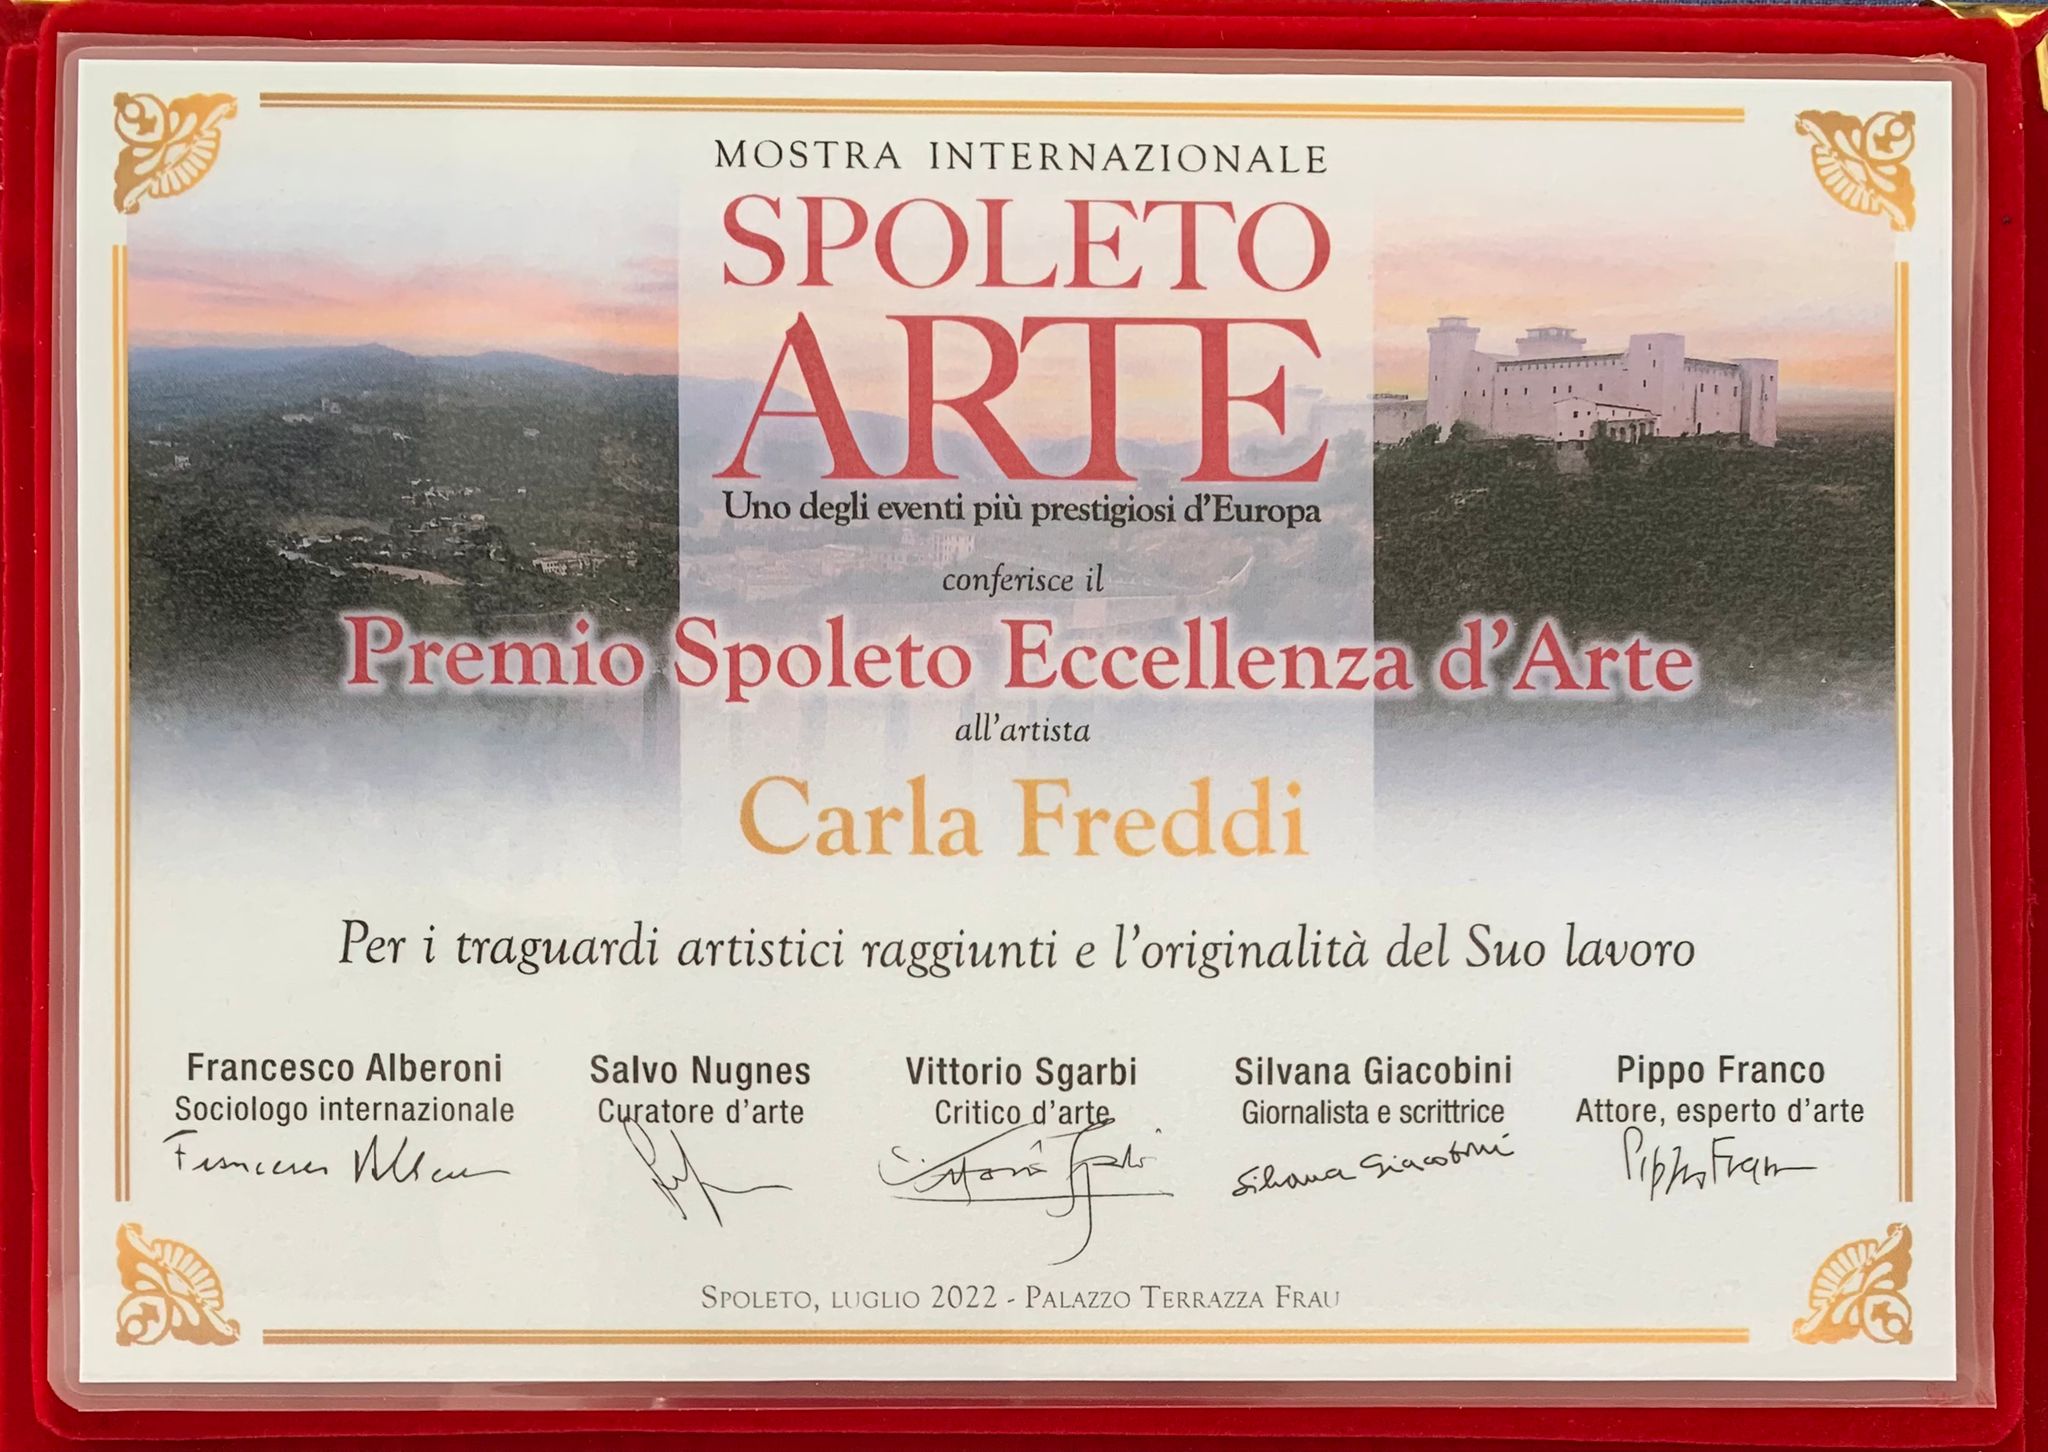 MOSTRA INTERNAZIONALE
SPOLETO
ARTE
Uno degli eventi più prestigiosi d'Europa
conferisce il
Premio Spoleto Eccellenza d'Arte
all'artista
Carla Freddi
Per i traguardi artistici raggiunti e l'originalità del Suo lavoro
Francesco Alberoni Salvo Nugnes Vittorio Sgarbi Silvana Giacobini Pippo Franco
Sociologo internazionale Curatore d'arte Critico d'arte Giornalista e scrittrice Attore, esperto d'arte
Silvana Giacobini Pippo Franco
SPOLETO, LUGLIO 2022 - PALAZZO TERRAZZA FRAU